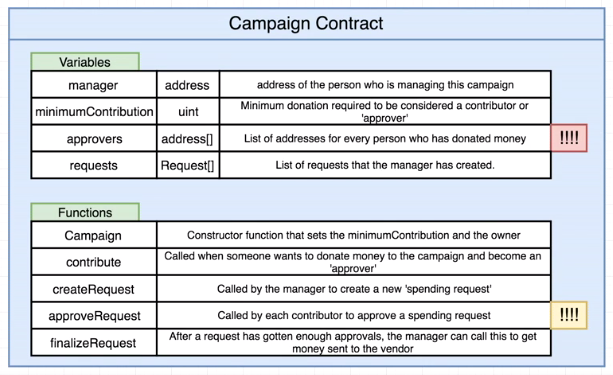 Campaign Contract
Variables
manager address address of the person who is managing this campaign
minimumContribution uint Minimum donation required to be considered a contributor or
'approver'
approvers address[] List of addresses for every person who has donated money !!!!
requests Request[] List of requests that the manager has created.
Functions
Campaign Constructor function that sets the minimumContribution and the owner
contribute Called when someone wants to donate money to the campaign and become an
'approver'
createRequest Called by the manager to create a new 'spending request'
approveRequest Called by each contributor to approve a spending request !!!!
finalizeRequest After a request has gotten enough approvals, the manager can call this to get
money sent to the vendor